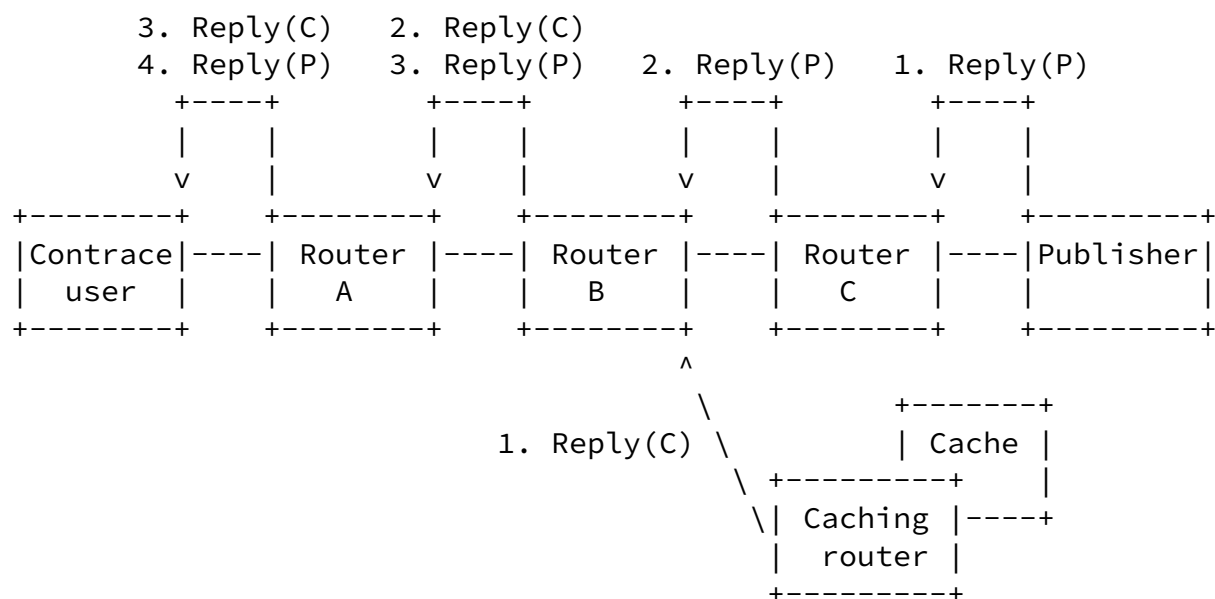 3. Reply(C) 2. Reply(C)
4. Reply(P) 3. Reply(P) 2. Reply(P) 1. Reply(P)
Contrace Router Router Router Publisher
user A B C
Cache
1. Reply(C)
Caching
router